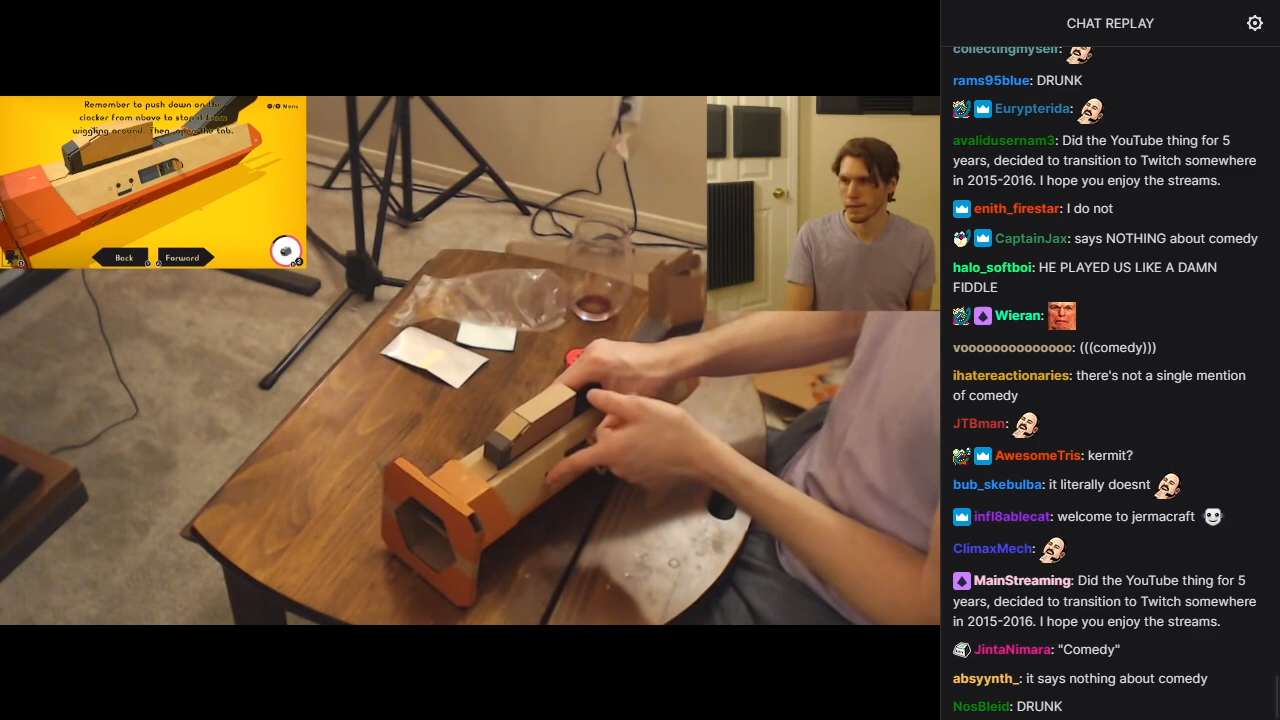 Remember to push down on the
clacker from above to stop it from
wiggling around. Then, open the tab.
Menu
Back
Forward
CHAT REPLAY
collectingmyself:
rams95blue: DRUNK
Eurypterida:
avalidusernam3: Did the YouTube thing for 5
years, decided to transition to Twitch somewhere
in 2015-2016. I hope you enjoy the streams.
enith_firestar: I do not
CaptainJax: says NOTHING about comedy
halo_softboi: HE PLAYED US LIKE A DAMN
FIDDLE
Wieran:
voooooooooooooo: (((comedy)))
ihatereactionaries: there's not a single mention
of comedy
JTBman:
AwesomeTris: kermit?
bub_skebulba: it literally doesnt
infl8ablecat: welcome to jermacraft
ClimaxMech:
MainStreaming: Did the YouTube thing for 5
years, decided to transition to Twitch somewhere
in 2015-2016. I hope you enjoy the streams.
JintaNimara: "Comedy"
absyynth_: it says nothing about comedy
NosBleid: DRUNK